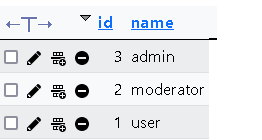 id name
3 admin
2 moderator
1 user